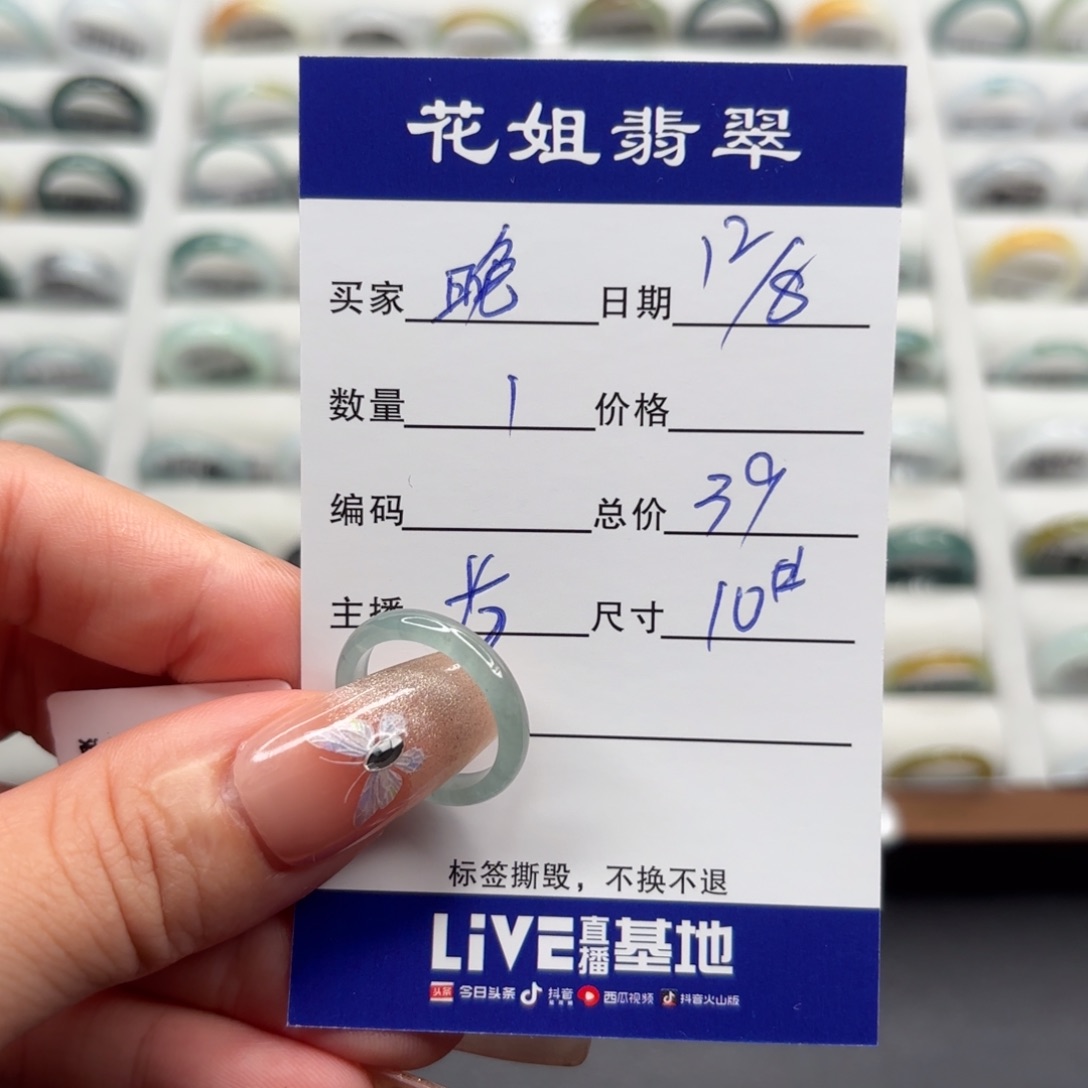 花姐翡翠
买家 晚 日期 12/8
数量 1 价格
编码 总价 39
主播 尺寸 10
标签撕毁，不换不退
LiVE直播基地
头条 今日头条 抖音 西瓜视频 抖音火山版